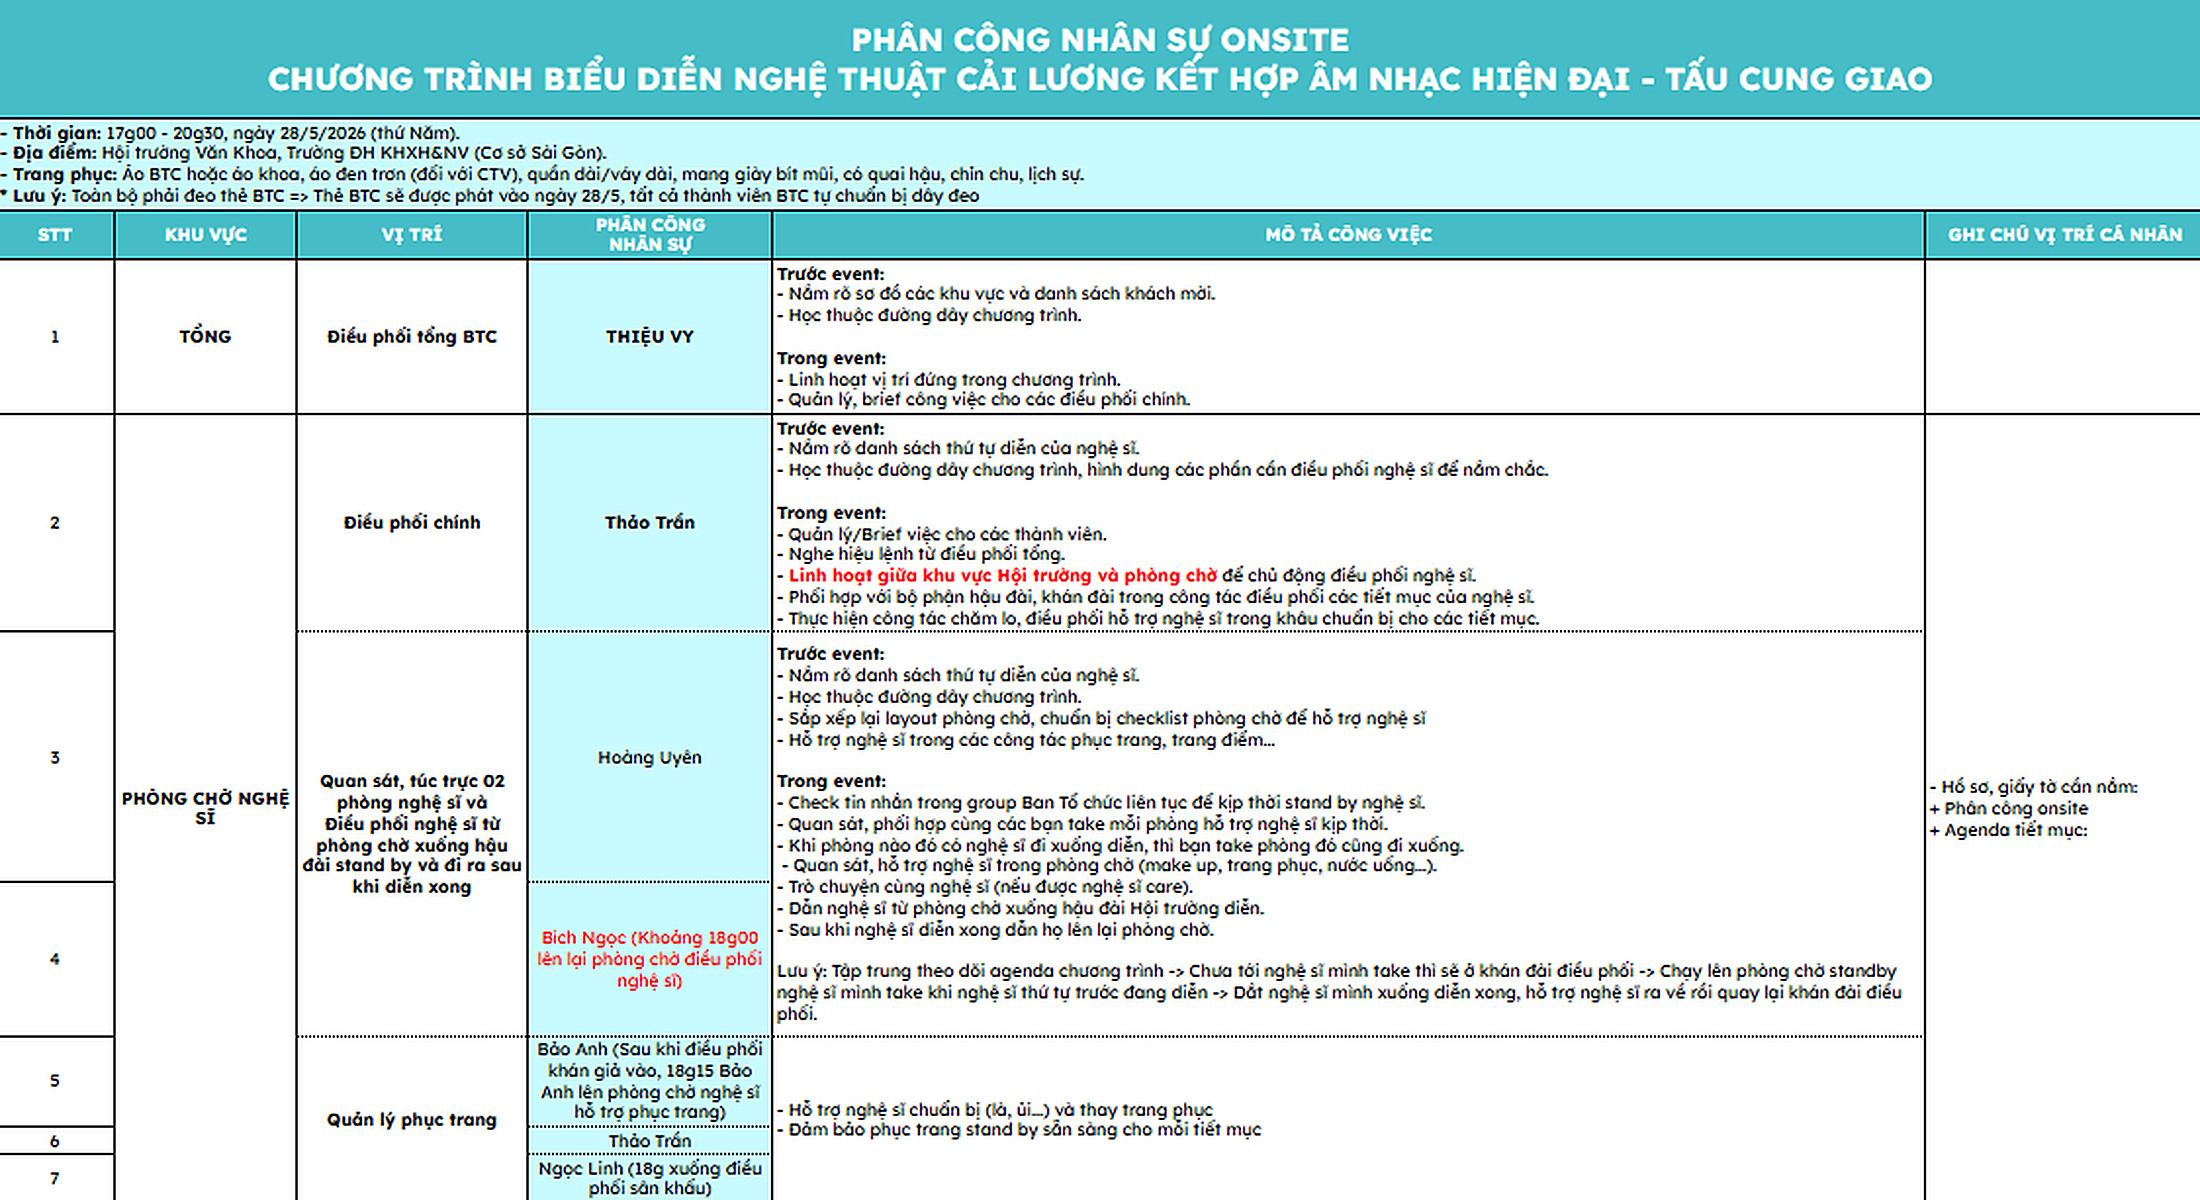 PHÂN CÔNG NHÂN SỰ ONSITE
CHƯƠNG TRÌNH BIỂU DIỄN NGHỆ THUẬT CẢI LƯƠNG KẾT HỢP ÂM NHẠC HIỆN ĐẠI - TẤU CUNG GIAO
- Thời gian: 17g00 - 20g30, ngày 28/5/2026 (thứ Năm).
- Địa điểm: Hội trường Văn Khoa, Trường ĐH KHXH&NV (Cơ sở Sài Gòn).
- Trang phục: Áo BTC hoặc áo khoa, áo đen trơn (đối với CTV), quần dài/váy dài, mang giày bít mũi, có quai hậu, chỉn chu, lịch sự.
* Lưu ý: Toàn bộ phải đeo thẻ BTC => Thẻ BTC sẽ được phát vào ngày 28/5, tất cả thành viên BTC tự chuẩn bị dây đeo
STT
KHU VỰC
VỊ TRÍ
PHÂN CÔNG
NHÂN SỰ
MÔ TẢ CÔNG VIỆC
GHI CHÚ VỊ TRÍ CÁ NHÂN
1
TỔNG
Điều phối tổng BTC
THIỆU VY
Trước event:
- Nắm rõ sơ đồ các khu vực và danh sách khách mời.
- Học thuộc đường dây chương trình.
Trong event:
- Linh hoạt vị trí đứng trong chương trình.
- Quản lý, brief công việc cho các điều phối chính.
2
PHÒNG CHỜ NGHỆ
SĨ
Điều phối chính
Thảo Trần
Trước event:
- Nắm rõ danh sách thứ tự diễn của nghệ sĩ.
- Học thuộc đường dây chương trình, hình dung các phần cần điều phối nghệ sĩ để nắm chắc.
Trong event:
- Quản lý/Brief việc cho các thành viên.
- Nghe hiệu lệnh từ điều phối tổng.
- Linh hoạt giữa khu vực Hội trường và phòng chờ để chủ động điều phối nghệ sĩ.
- Phối hợp với bộ phận hậu đài, khán đài trong công tác điều phối các tiết mục của nghệ sĩ.
- Thực hiện công tác chăm lo, điều phối hỗ trợ nghệ sĩ trong khâu chuẩn bị cho các tiết mục.
3
Quan sát, túc trực 02
phòng nghệ sĩ và
Điều phối nghệ sĩ từ
phòng chờ xuống hậu
đài stand by và đi ra sau
khi diễn xong
Hoàng Uyên
Trước event:
- Nắm rõ danh sách thứ tự diễn của nghệ sĩ.
- Học thuộc đường dây chương trình.
- Sắp xếp lại layout phòng chờ, chuẩn bị checklist phòng chờ để hỗ trợ nghệ sĩ
- Hỗ trợ nghệ sĩ trong các công tác phục trang, trang điểm...
Trong event:
- Check tin nhắn trong group Ban Tổ chức liên tục để kịp thời stand by nghệ sĩ.
- Quan sát, phối hợp cùng các bạn take mỗi phòng hỗ trợ nghệ sĩ kịp thời.
- Khi phòng nào đó có nghệ sĩ đi xuống diễn, thì bạn take phòng đó cũng đi xuống.
- Quan sát, hỗ trợ nghệ sĩ trong phòng chờ (make up, trang phục, nước uống...).
- Trò chuyện cùng nghệ sĩ (nếu được nghệ sĩ care).
- Dẫn nghệ sĩ từ phòng chờ xuống hậu đài Hội trường diễn.
- Sau khi nghệ sĩ diễn xong dẫn họ lên lại phòng chờ.
Lưu ý: Tập trung theo dõi agenda chương trình -> Chưa tới nghệ sĩ mình take thì sẽ ở khán đài điều phối -> Chạy lên phòng chờ standby
nghệ sĩ mình take khi nghệ sĩ thứ tự trước đang diễn -> Dắt nghệ sĩ mình xuống diễn xong, hỗ trợ nghệ sĩ ra về rồi quay lại khán đài điều
phối.
- Hồ sơ, giấy tờ cần nắm:
+ Phân công onsite
+ Agenda tiết mục:
4
Bích Ngọc (Khoảng 18g00
lên lại phòng chờ điều phối
nghệ sĩ)
5
Quản lý phục trang
Bảo Anh (Sau khi điều phối
khán giả vào, 18g15 Bảo
Anh lên phòng chờ nghệ sĩ
hỗ trợ phục trang)
- Hỗ trợ nghệ sĩ chuẩn bị (là, ủi...) và thay trang phục
- Đảm bảo phục trang stand by sẵn sàng cho mỗi tiết mục
6
Thảo Trần
7
Ngọc Linh (18g xuống điều
phối sân khấu)